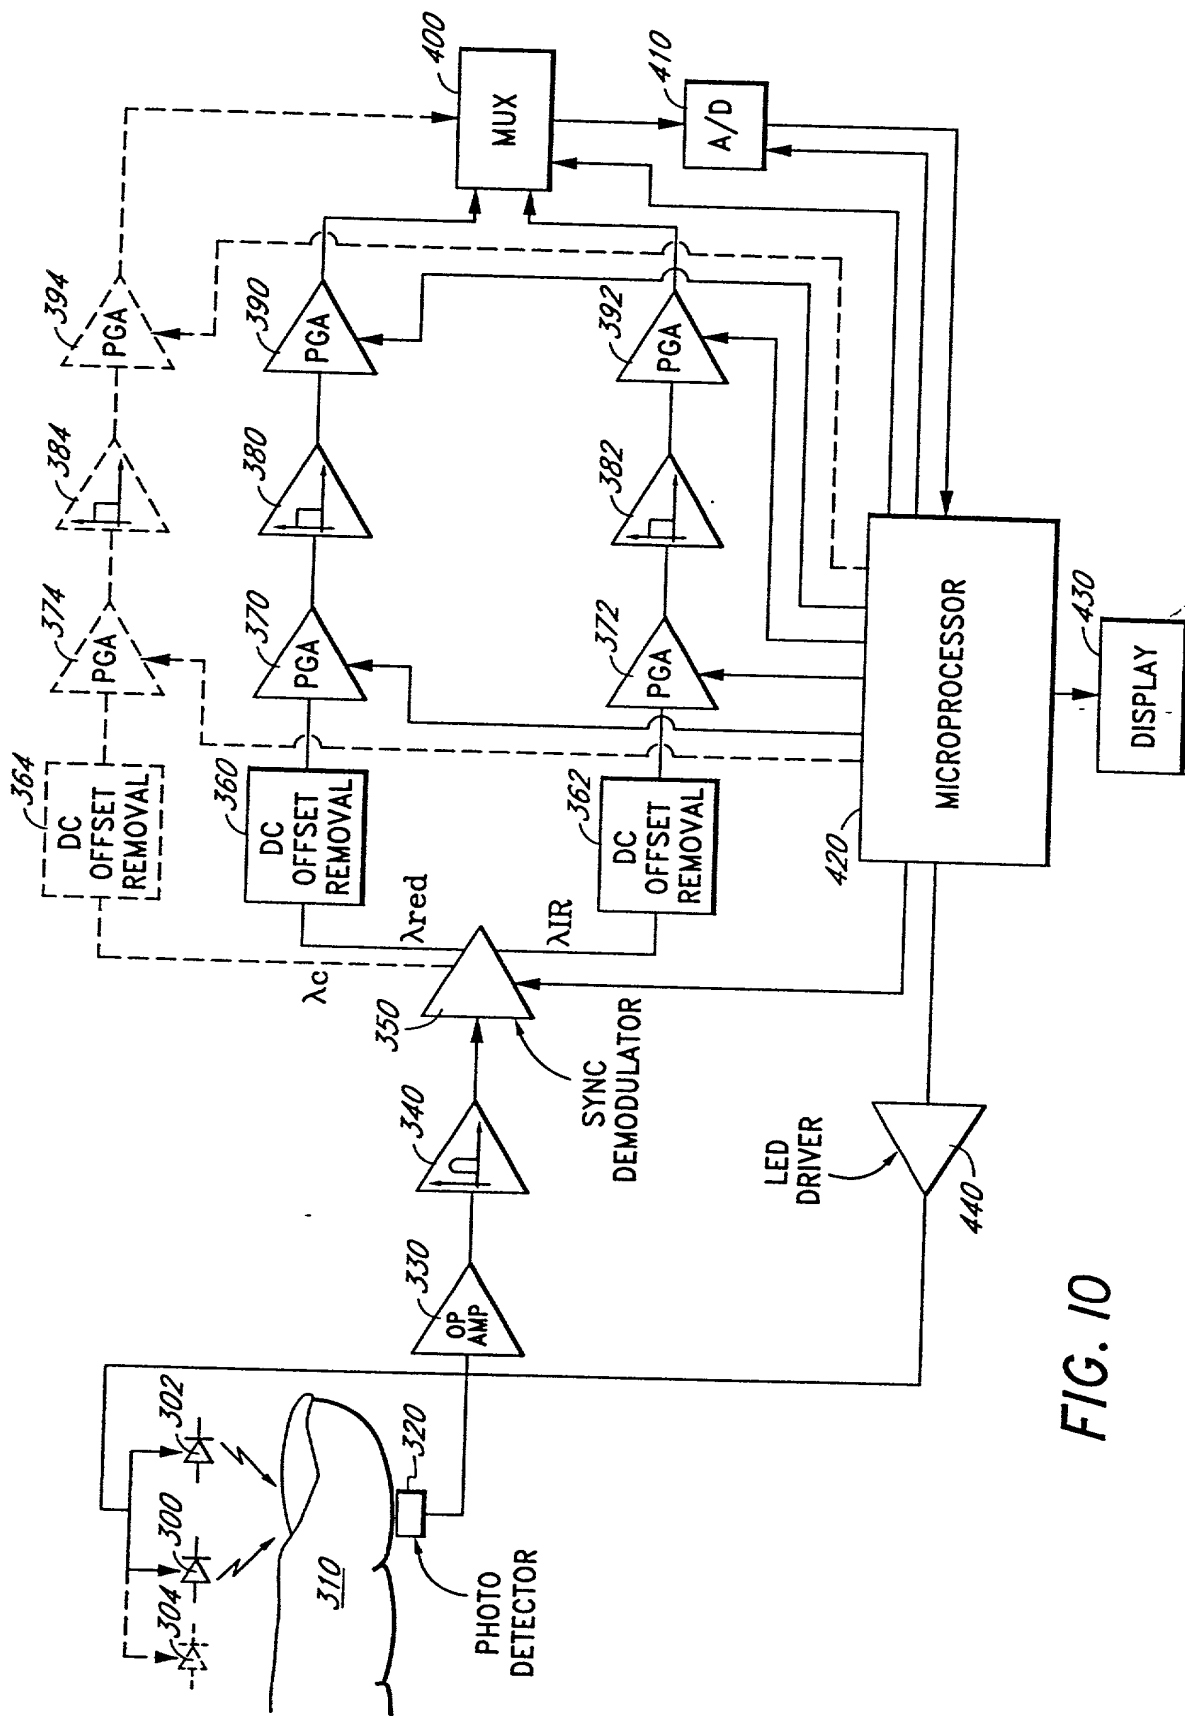 304
300
302
310
320
PHOTO
DETECTOR
330
OP
AMP
340
350
SYNC
DEMODULATOR
λc
λred
λIR
364
DC
OFFSET
REMOVAL
374
PGA
384
394
PGA
360
DC
OFFSET
REMOVAL
370
PGA
380
390
PGA
362
DC
OFFSET
REMOVAL
372
PGA
382
392
PGA
400
MUX
410
A/D
420
MICROPROCESSOR
430
DISPLAY
LED
DRIVER
440
FIG. 10